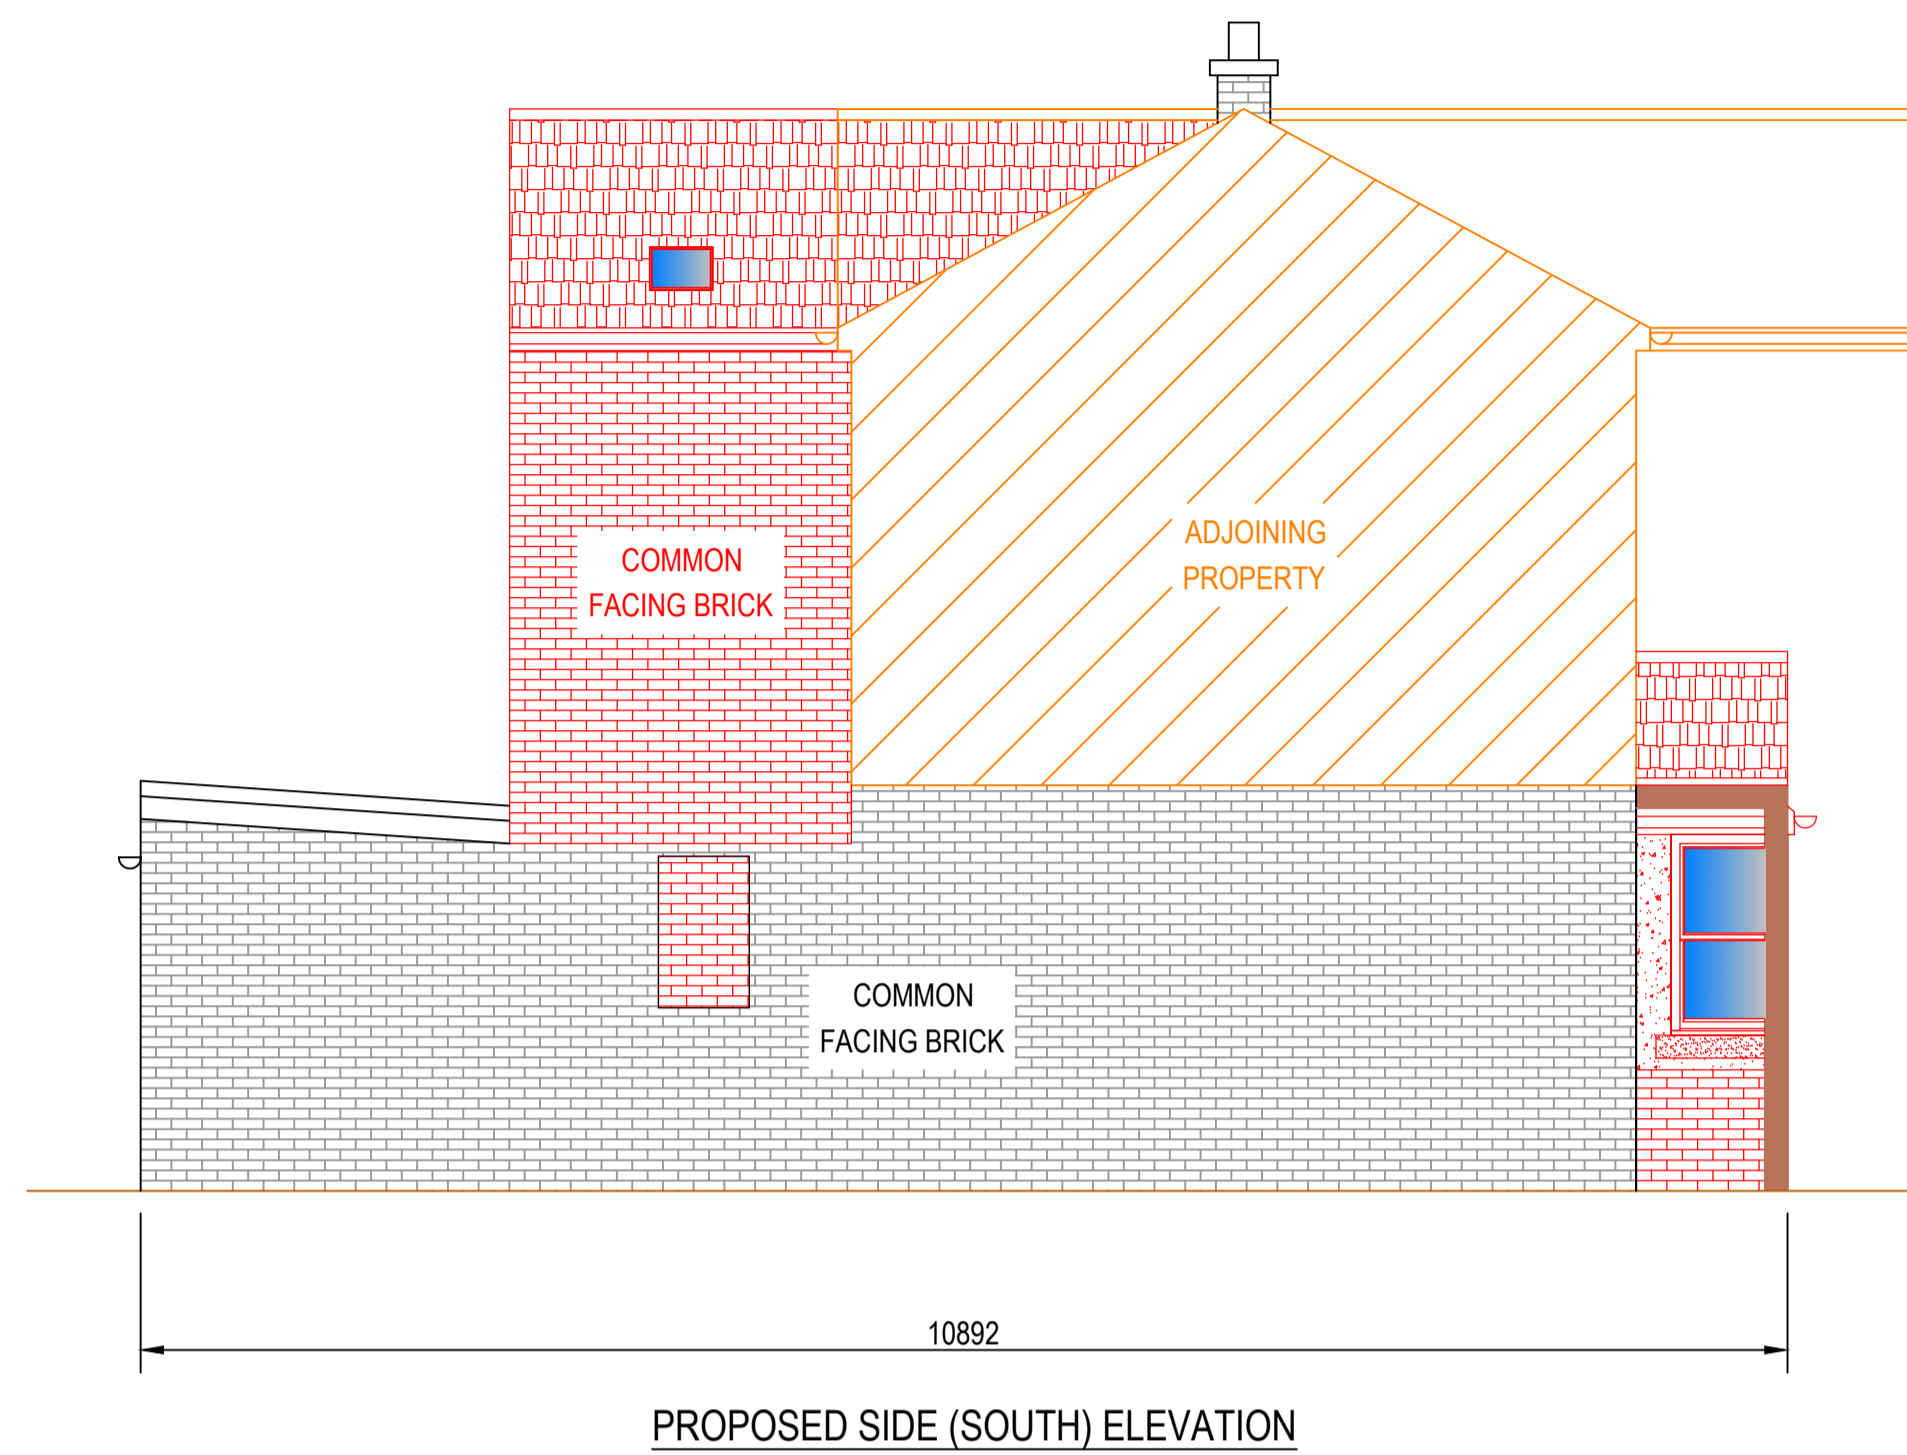 COMMON
FACING BRICK
ADJOINING
PROPERTY
COMMON
FACING BRICK
10892
PROPOSED SIDE (SOUTH) ELEVATION